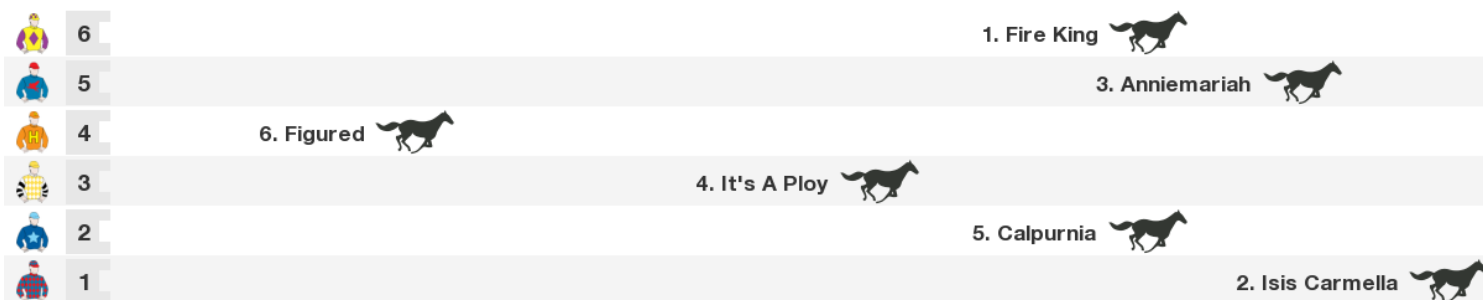 6 1. Fire King
5 3. Anniemariah
H 4 6. Figured
3 4. It's A Ploy
2 5. Calpurnia
1 2. Isis Carmella